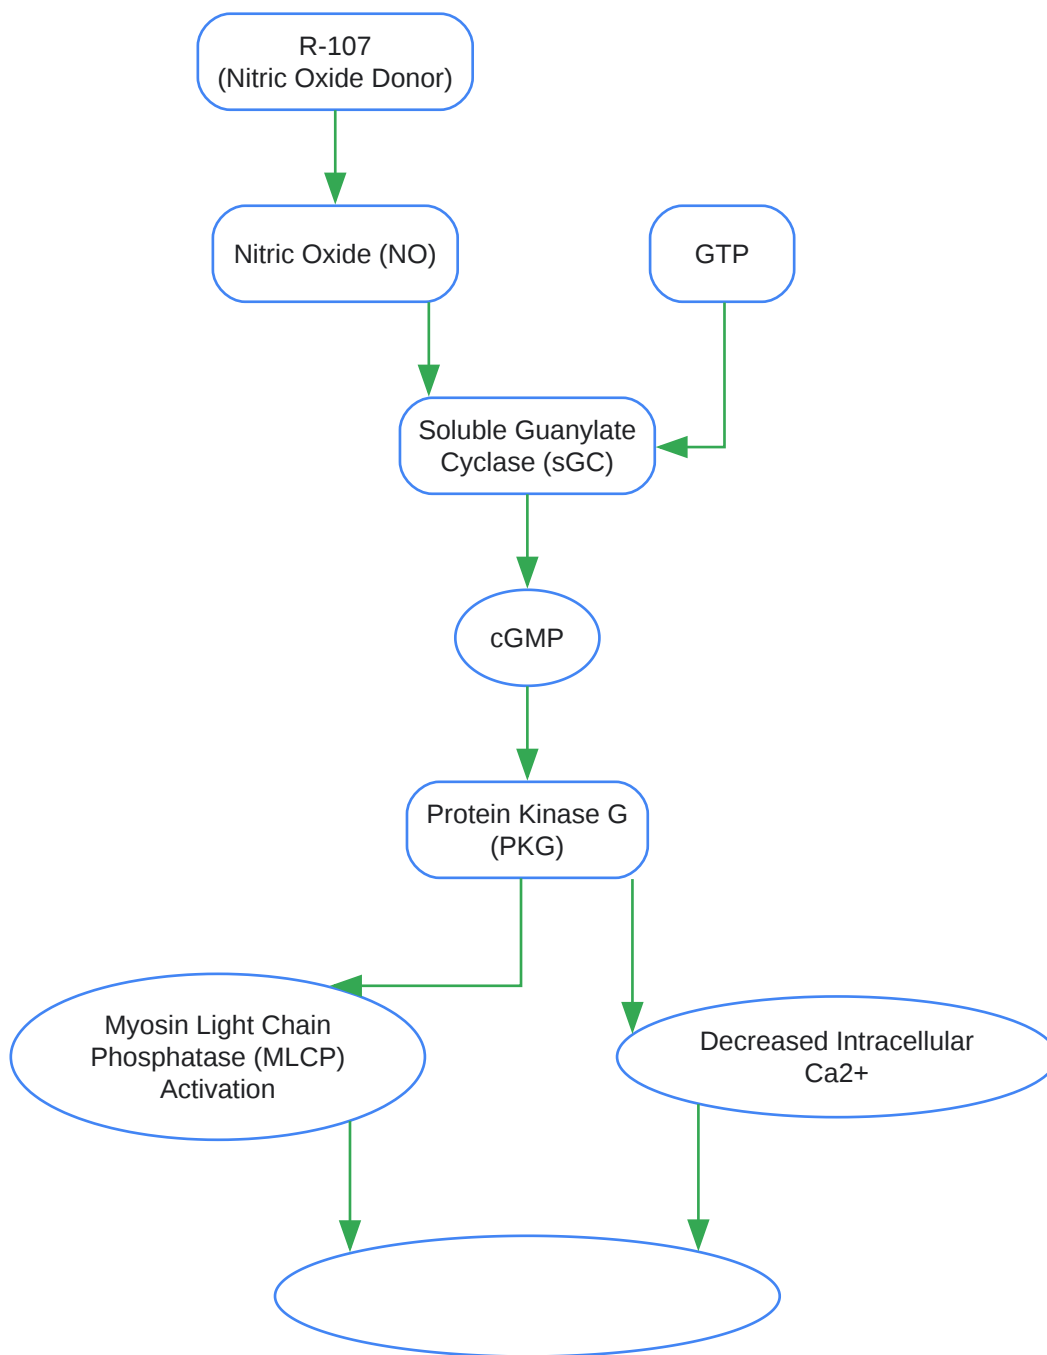 R-107
(Nitric Oxide Donor)
Nitric Oxide (NO)
GTP
Soluble Guanylate
Cyclase (sGC)
cGMP
Protein Kinase G
(PKG)
Myosin Light Chain
Phosphatase (MLCP)
Activation
Decreased Intracellular
Ca2+